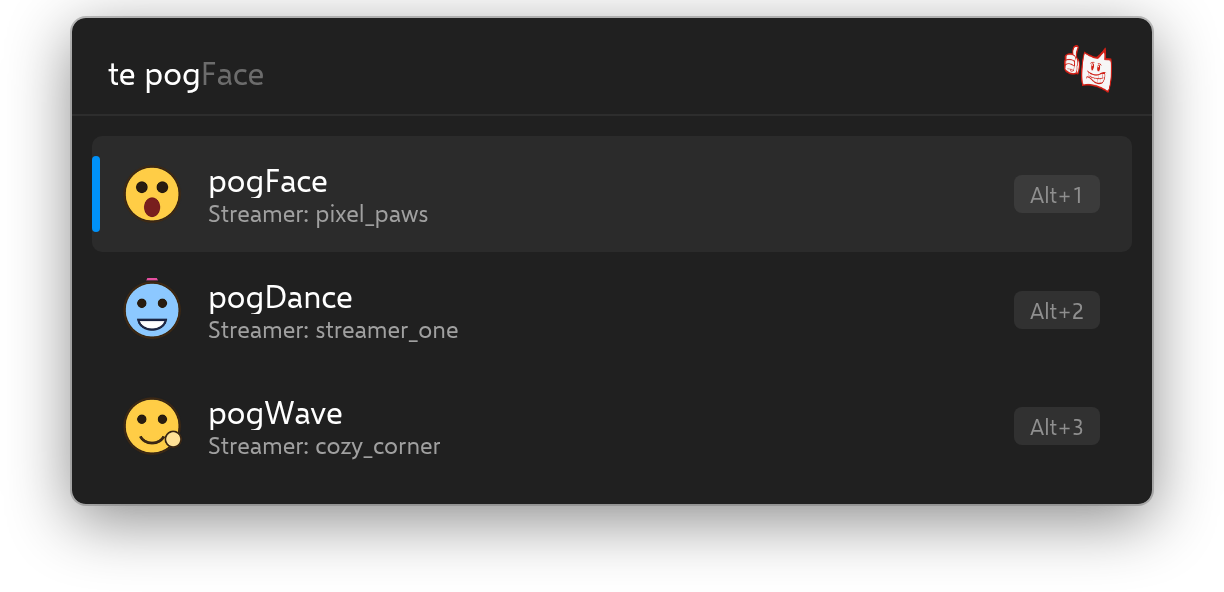 te pogFace
pogFace
Streamer: pixel_paws
Alt+1
pogDance
Streamer: streamer_one
Alt+2
pogWave
Streamer: cozy_corner
Alt+3